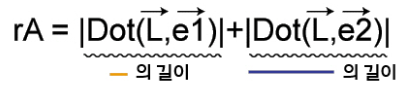 rA = |Dot(L,e1)|+|Dot(L,e2)|
의 길이 의 길이